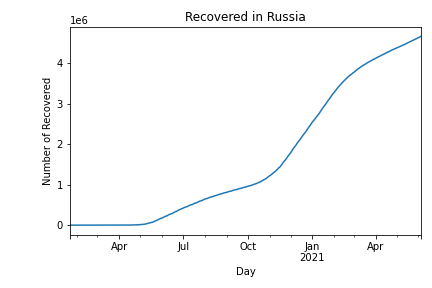 Recovered in Russia
1e6
Number of Recovered
4
3
2
1
0
Apr
Jul
Oct
Jan
2021
Apr
Day